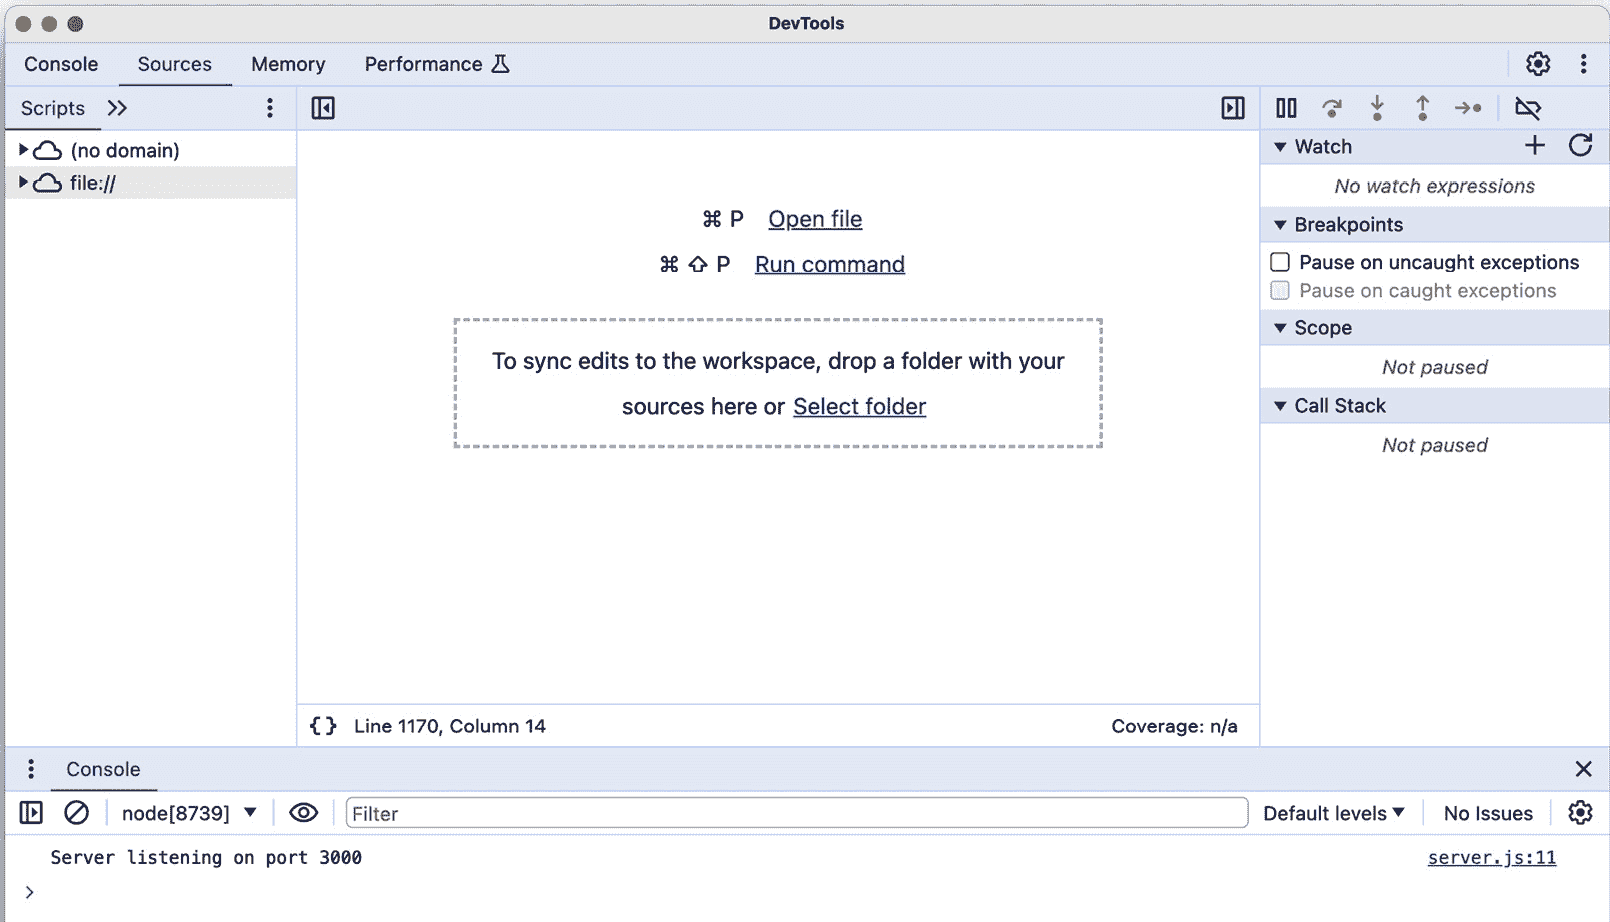 DevTools
Console Sources Memory Performance
Scripts
(no domain)
file://
⌘ P Open file
⌘ ⇧ P Run command
To sync edits to the workspace, drop a folder with your
sources here or Select folder
{ } Line 1170, Column 14 Coverage: n/a
Watch
No watch expressions
Breakpoints
Pause on uncaught exceptions
Pause on caught exceptions
Scope
Not paused
Call Stack
Not paused
Console
node[8739] Filter Default levels No Issues
Server listening on port 3000 server.js:11
>